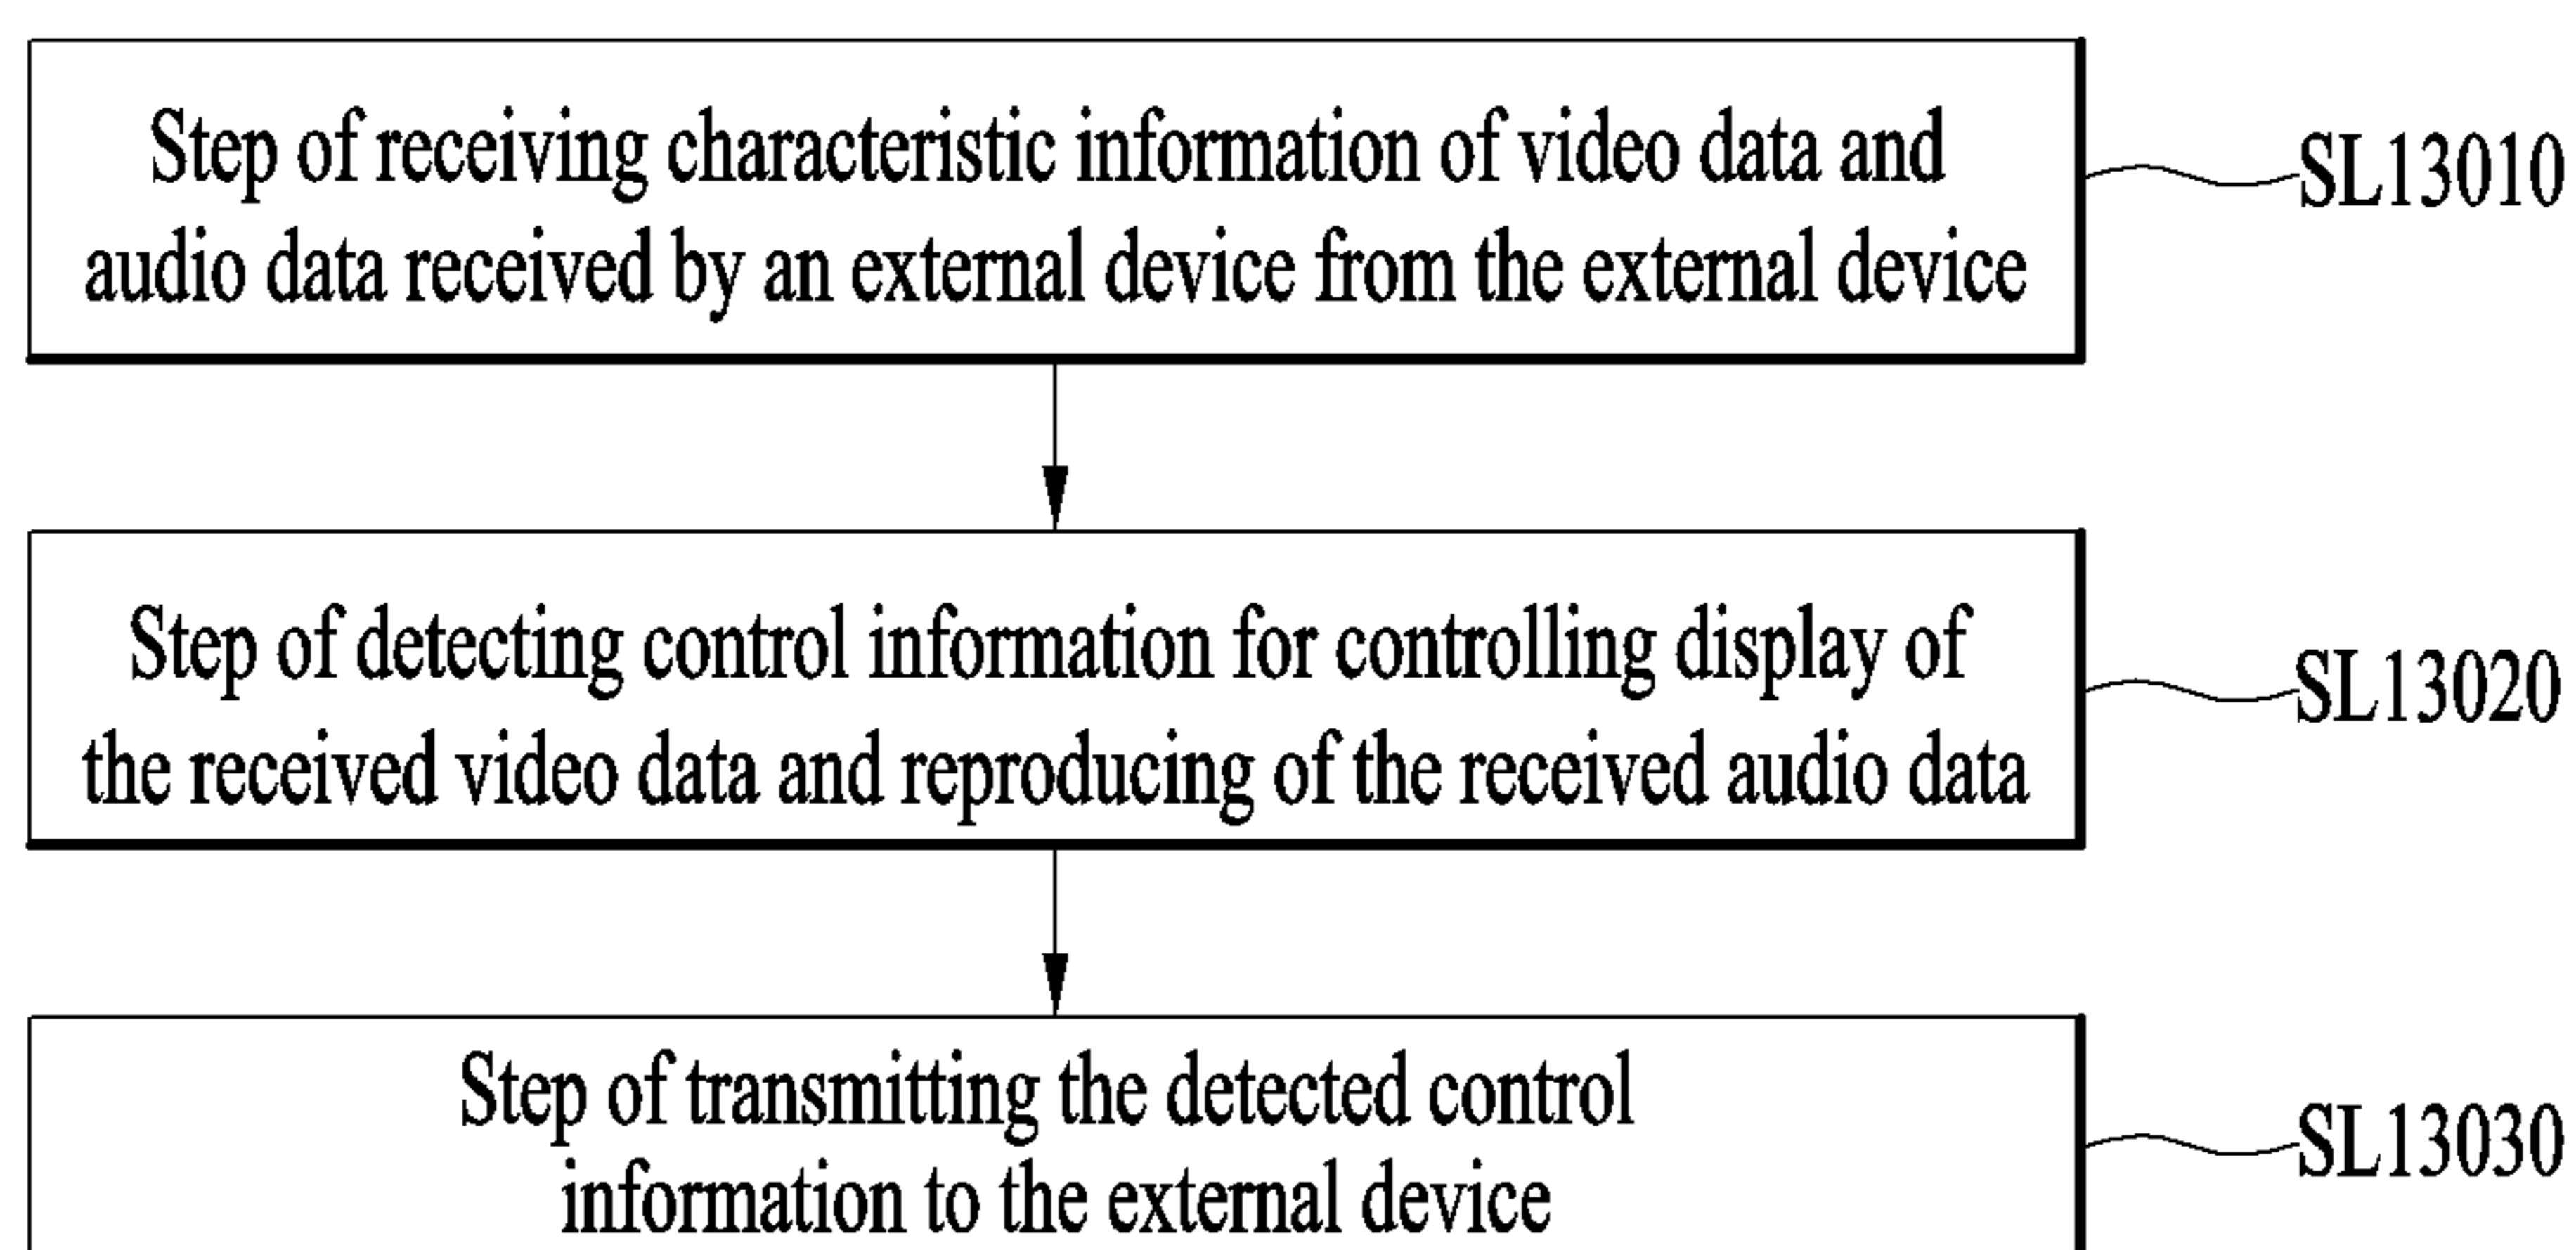 Step of receiving characteristic information of video data and
audio data received by an external device from the external device
SL13010
Step of detecting control information for controlling display of
the received video data and reproducing of the received audio data
SL13020
Step of transmitting the detected control
information to the external device
SL13030